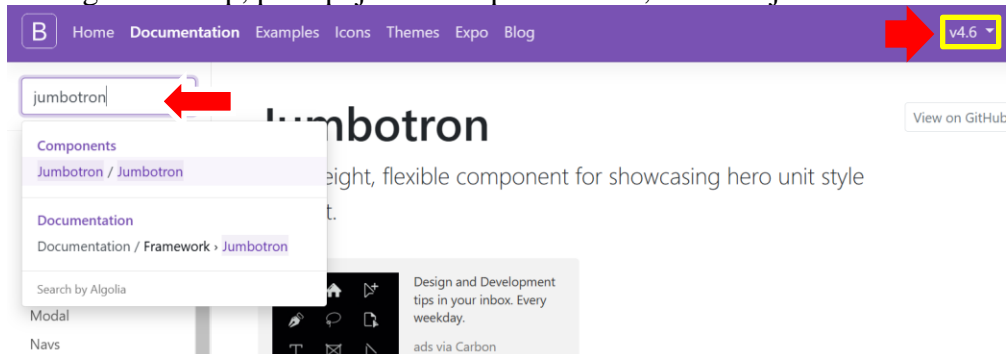 B Home Documentation Examples Icons Themes Expo Blog v4.6
jumbotron
View on GitHub
Components
Jumbotron / Jumbotron
eight, flexible component for showcasing hero unit style
t.
Documentation
Documentation / Framework › Jumbotron
Search by Algolia
Design and Development
tips in your inbox. Every
weekday.
ads via Carbon
Modal
Navs